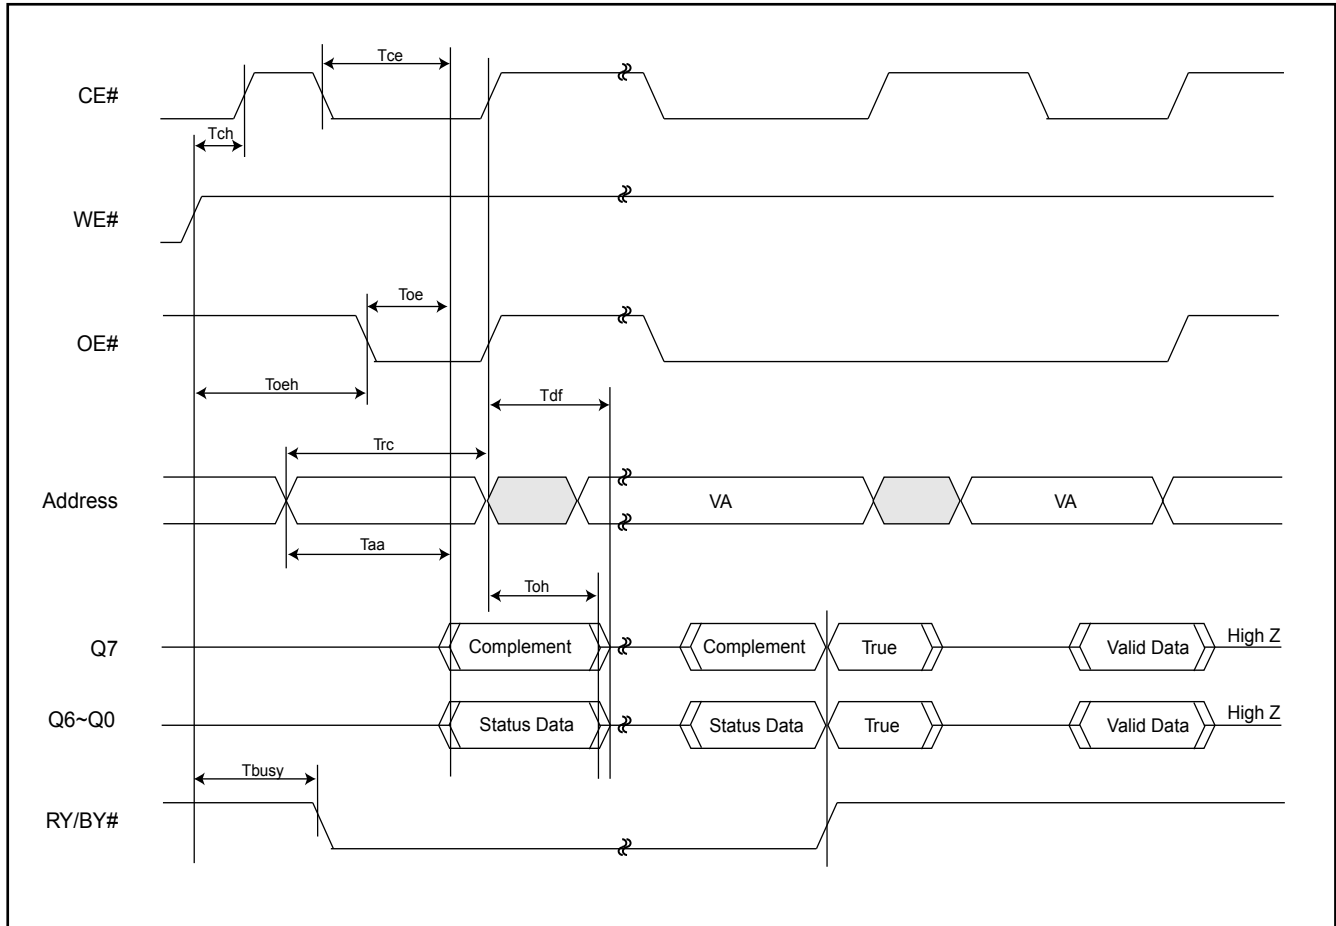 Tce
CE#
Tch
WE#
Toe
OE#
Toeh
Tdf
Trc
Address VA VA
Taa
Toh
Q7 Complement Complement True Valid Data High Z
Q6~Q0 Status Data Status Data True Valid Data High Z
Tbusy
RY/BY#